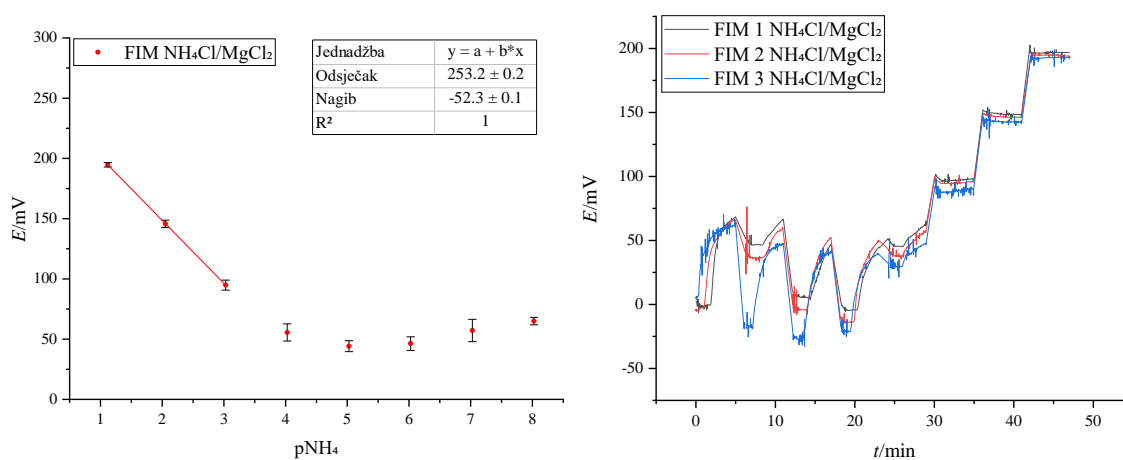 300
250
200
150
100
50
0
E/mV
FIM NH₄Cl/MgCl₂
Jednadžba y = a + b*x
Odsječak 253.2 ± 0.2
Nagib -52.3 ± 0.1
R² 1
1 2 3 4 5 6 7 8
pNH₄
200
150
100
50
0
-50
E/mV
FIM 1 NH₄Cl/MgCl₂
FIM 2 NH₄Cl/MgCl₂
FIM 3 NH₄Cl/MgCl₂
0 10 20 30 40 50
t/min